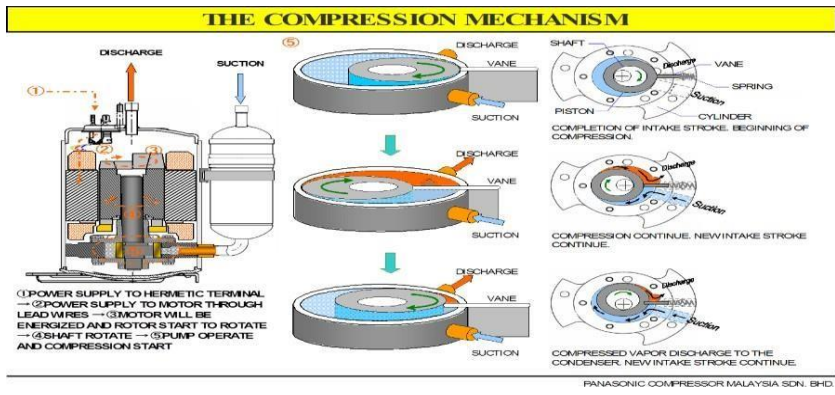 THE COMPRESSION MECHANISM
DISCHARGE
SUCTION
①
②
③
④
⑤
①POWER SUPPLY TO HERMETIC TERMINAL
→ ②POWER SUPPLY TO MOTOR THROUGH
LEAD WIRES → ③MOTOR WILL BE
ENERGIZED AND ROTOR START TO ROTATE
→ ④SHAFT ROTATE → ⑤PUMP OPERATE
AND COMPRESSION START
⑤
DISCHARGE
VANE
SUCTION
DISCHARGE
VANE
SUCTION
DISCHARGE
VANE
SUCTION
SHAFT
Discharge
VANE
SPRING
Suction
PISTON
CYLINDER
COMPLETION OF INTAKE STROKE. BEGINNING OF
COMPRESSION.
Discharge
Suction
COMPRESSION CONTINUE. NEW INTAKE STROKE
CONTINUE.
Discharge
Suction
COMPRESSED VAPOR DISCHARGE TO THE
CONDENSER. NEW INTAKE STROKE CONTINUE.
PANASONIC COMPRESSOR MALAYSIA SDN. BHD.